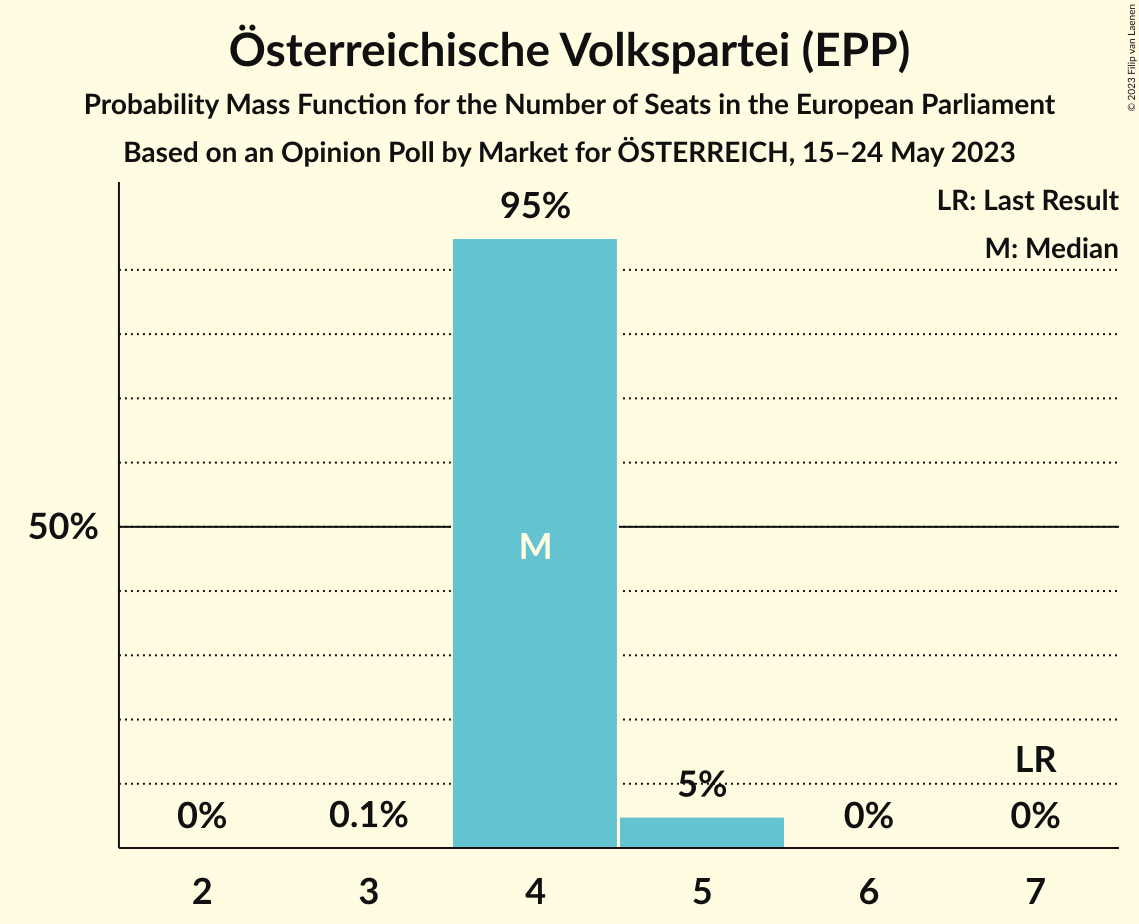 Österreichische Volkspartei (EPP)
Probability Mass Function for the Number of Seats in the European Parliament
Based on an Opinion Poll by Market for ÖSTERREICH, 15–24 May 2023
© 2023 Filip van Laenen
LR: Last Result
M: Median
95%
50%
M
LR
0%
0.1%
5%
0%
0%
2
3
4
5
6
7